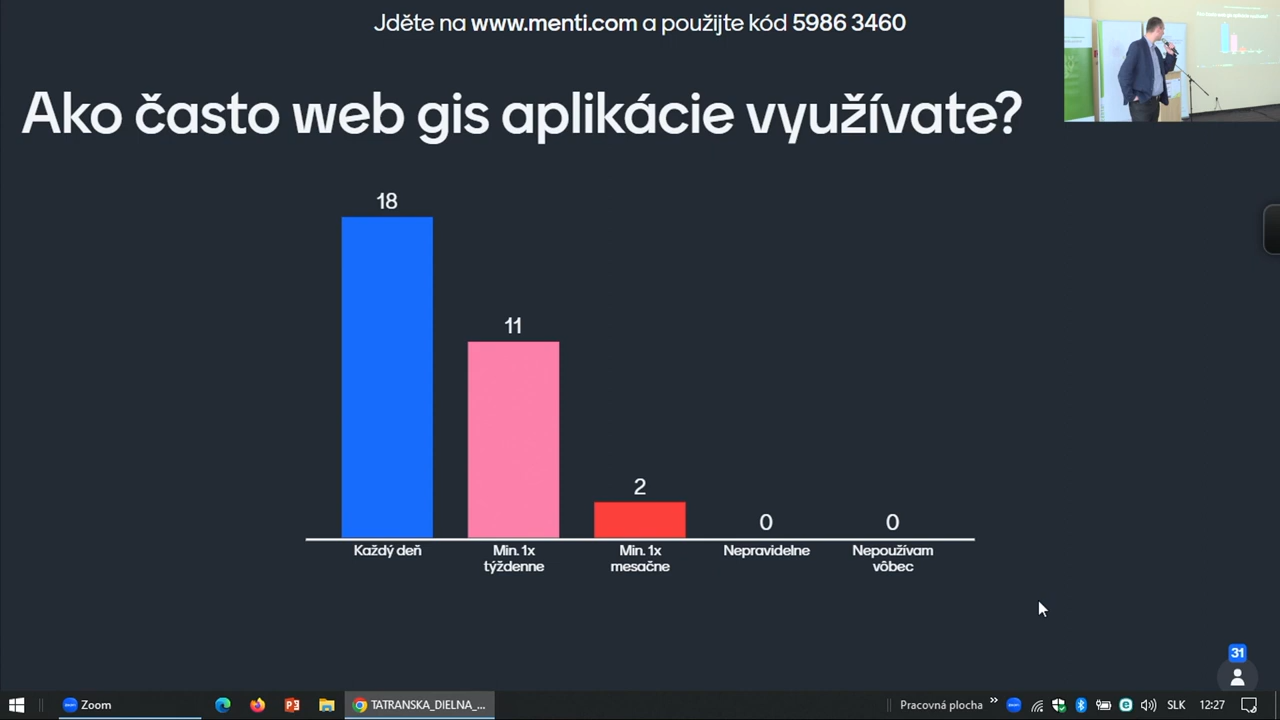 Jděte na www.menti.com a použijte kód 5986 3460
Ako často web gis aplikácie využívate?
18
11
2
0
0
Každý deň
Min. 1x
týždenne
Min. 1x
mesačne
Nepravidelne
Nepoužívam
vôbec
31
Zoom
TATRANSKA_DIELNA_...
Pracovná plocha
SLK
12:27